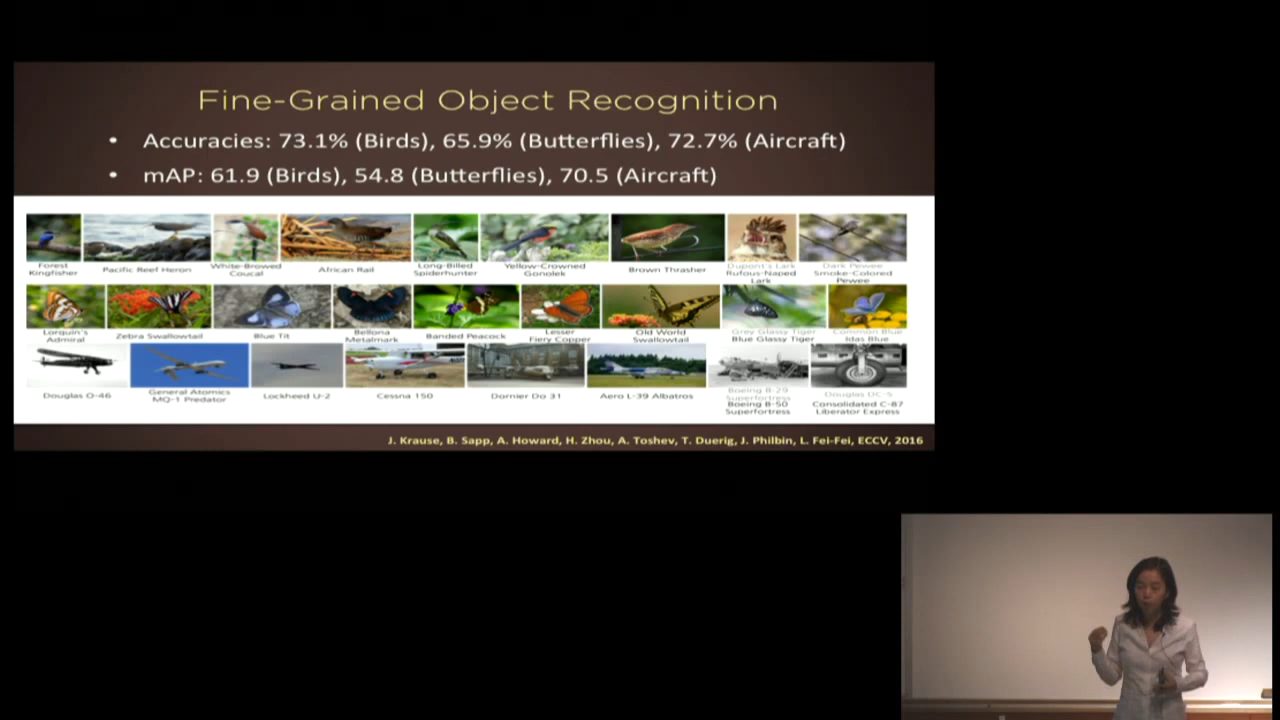 Fine-Grained Object Recognition
• Accuracies: 73.1% (Birds), 65.9% (Butterflies), 72.7% (Aircraft)
• mAP: 61.9 (Birds), 54.8 (Butterflies), 70.5 (Aircraft)
Forest Kingfisher
Pacific Reef Heron
White-Browed Coucal
African Rail
Long-Billed Spiderhunter
Yellow-Crowned Gonolek
Brown Thrasher
Dupont's Lark
Rufous-Naped Lark
Dark Pewee
Smoke-Colored Pewee
Lorquin's Admiral
Zebra Swallowtail
Blue Tit
Bellona Metalmark
Banded Peacock
Lesser Fiery Copper
Old World Swallowtail
Grey Glassy Tiger
Blue Glassy Tiger
Common Blue
Idas Blue
Douglas O-46
General Atomics MQ-1 Predator
Lockheed U-2
Cessna 150
Dornier Do 31
Aero L-39 Albatros
Boeing B-29 Superfortress
Boeing B-50 Superfortress
Douglas DC-5
Consolidated C-87 Liberator Express
J. Krause, B. Sapp, A. Howard, H. Zhou, A. Toshev, T. Duerig, J. Philbin, L. Fei-Fei, ECCV, 2016